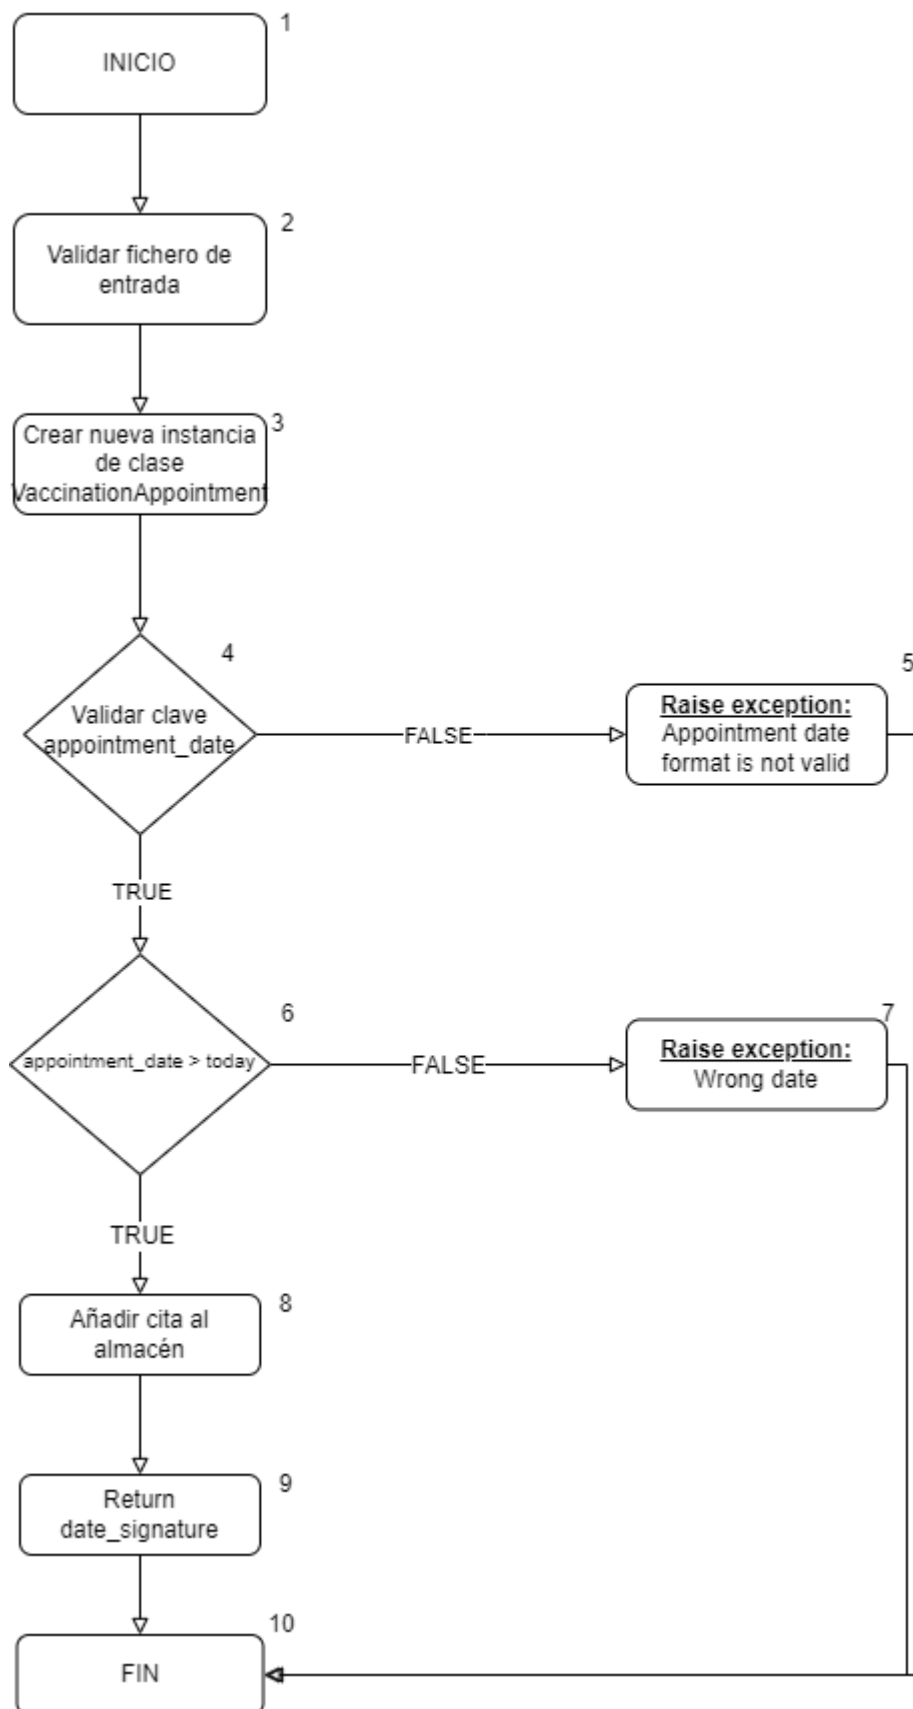 1
INICIO
2
Validar fichero de
entrada
3
Crear nueva instancia
de clase
VaccinationAppointment
4
Validar clave
appointment_date
FALSE
5
Raise exception:
Appointment date
format is not valid
TRUE
6
appointment_date > today
FALSE
7
Raise exception:
Wrong date
TRUE
8
Añadir cita al
almacén
9
Return
date_signature
10
FIN